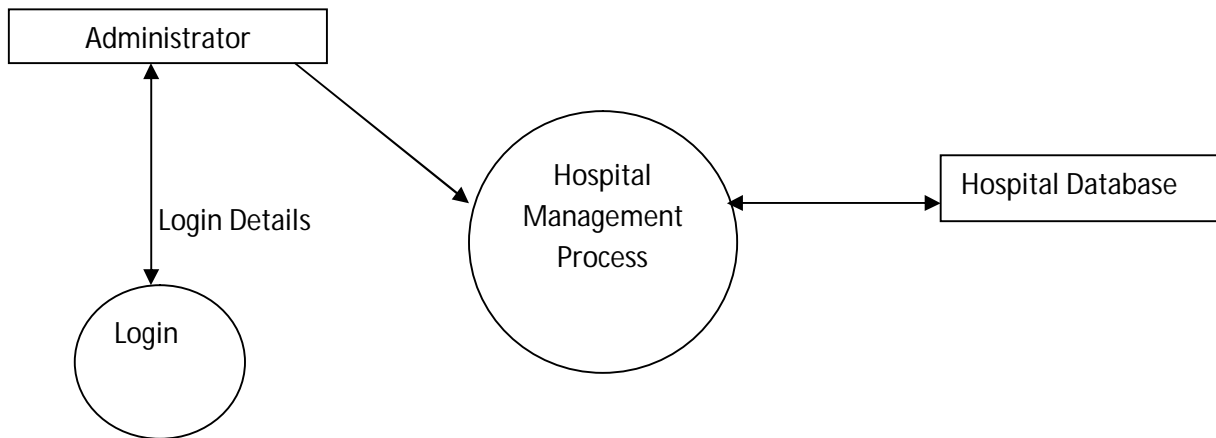 Administrator
Hospital
Management
Process
Hospital Database
Login Details
Login